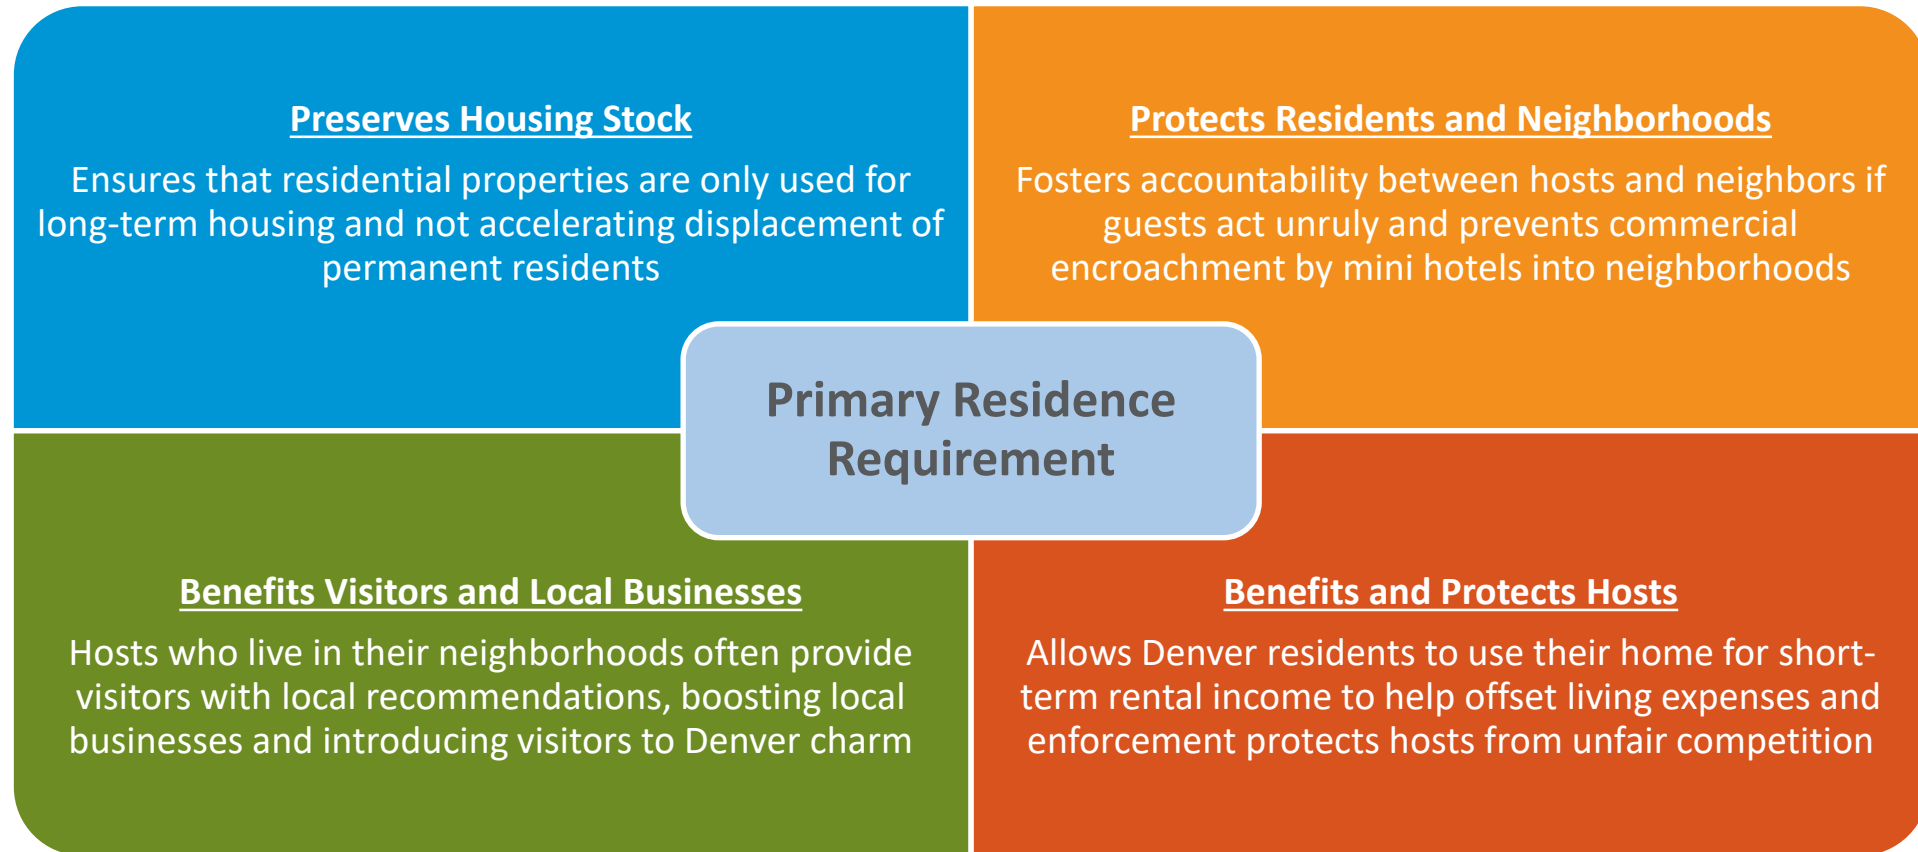 Preserves Housing Stock
Ensures that residential properties are only used for
long-term housing and not accelerating displacement of
permanent residents
Protects Residents and Neighborhoods
Fosters accountability between hosts and neighbors if
guests act unruly and prevents commercial
encroachment by mini hotels into neighborhoods
Primary Residence
Requirement
Benefits Visitors and Local Businesses
Hosts who live in their neighborhoods often provide
visitors with local recommendations, boosting local
businesses and introducing visitors to Denver charm
Benefits and Protects Hosts
Allows Denver residents to use their home for short-
term rental income to help offset living expenses and
enforcement protects hosts from unfair competition